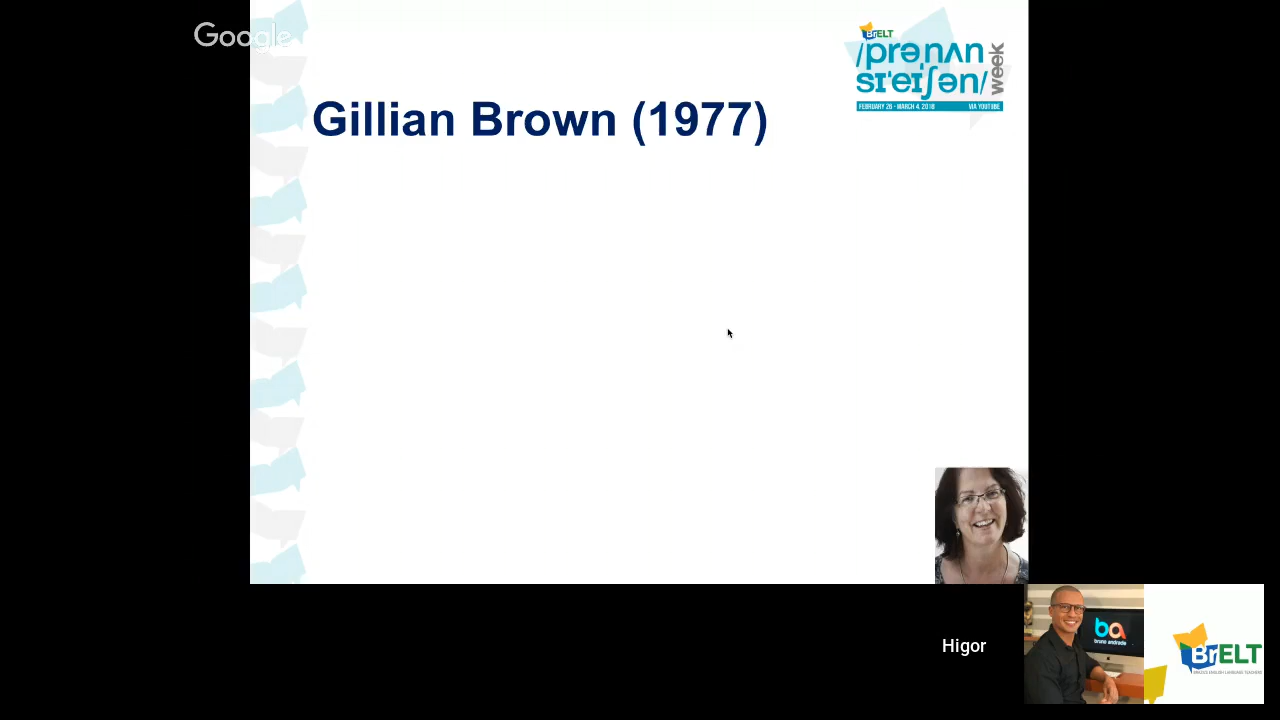 Google
BrELT
/prəˌnʌn
sɪˈeɪʃən/
week
FEBRUARY 26 - MARCH 4, 2018
VIA YOUTUBE
Gillian Brown (1977)
Higor
ba
bruno andrade
BrELT